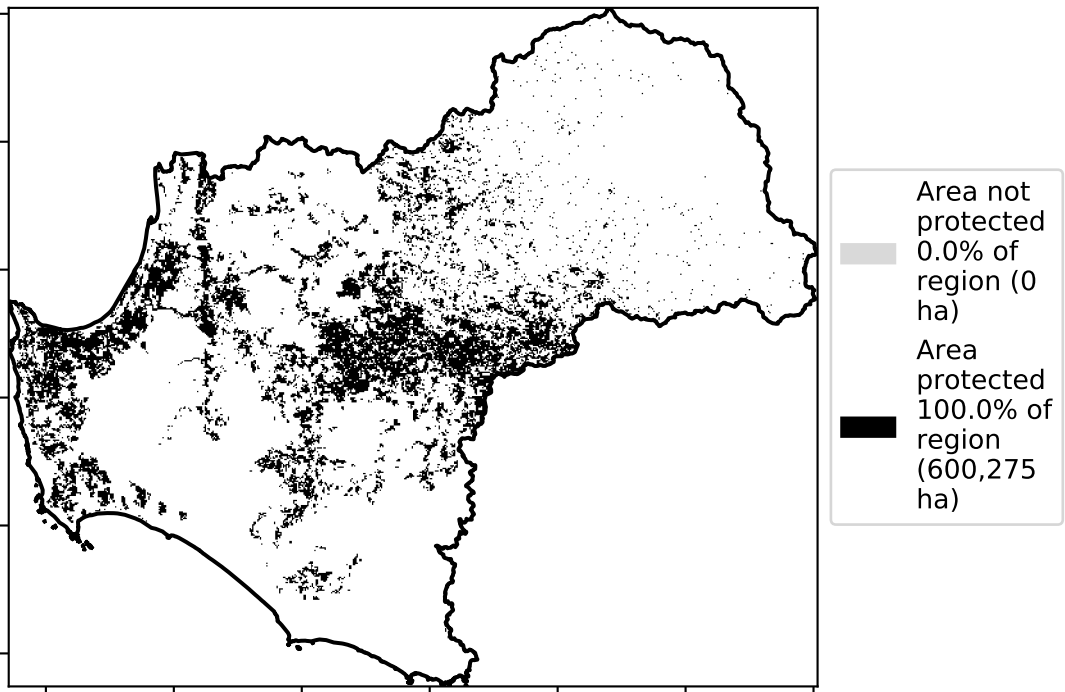 Area not
protected
0.0% of
region (0
ha)
Area
protected
100.0% of
region
(600,275
ha)